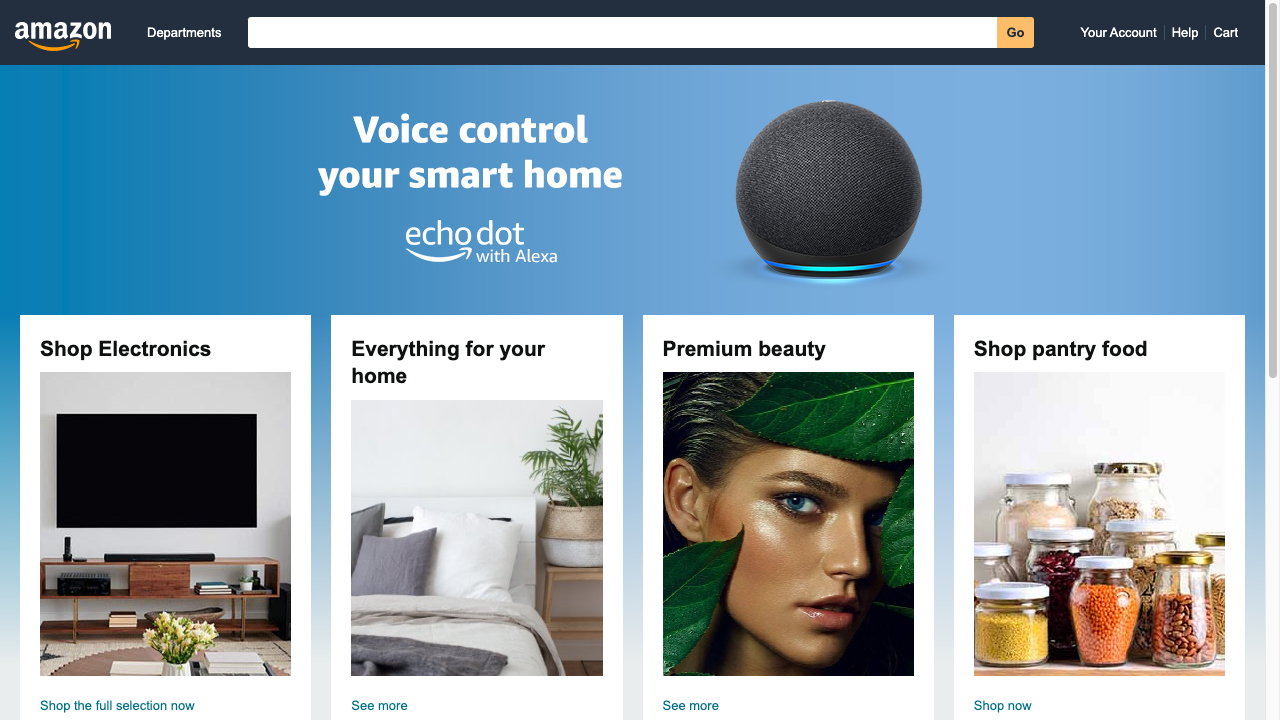 amazon
Departments
Go
Your Account
Help
Cart
Voice control
your smart home
echo dot
with Alexa
Shop Electronics
Everything for your
home
Premium beauty
Shop pantry food
Shop the full selection now
See more
See more
Shop now